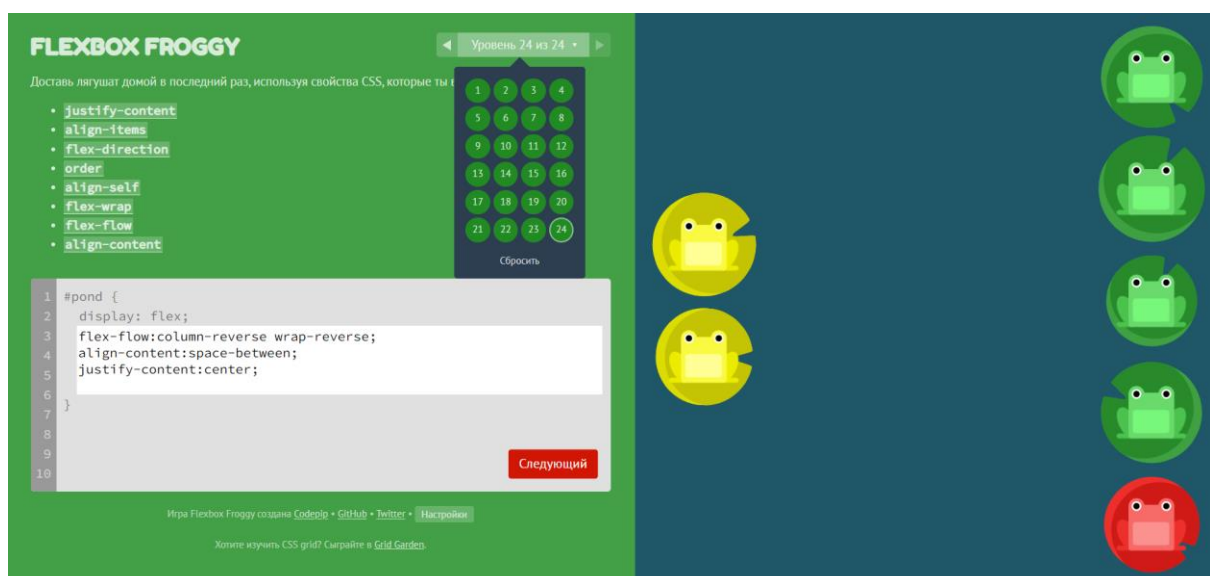 FLEXBOX FROGGY
◀ Уровень 24 из 24 ▾ ▶
Доставь лягушат домой в последний раз, используя свойства CSS, которые ты
• justify-content
• align-items
• flex-direction
• order
• align-self
• flex-wrap
• flex-flow
• align-content
1 2 3 4
5 6 7 8
9 10 11 12
13 14 15 16
17 18 19 20
21 22 23 24
Сбросить
1 #pond {
2 display: flex;
3 flex-flow:column-reverse wrap-reverse;
4 align-content:space-between;
5 justify-content:center;
6
7 }
8
9
10
Следующий
Игра Flexbox Froggy создана Codepip • GitHub • Twitter • Настройки
Хотите изучить CSS grid? Сыграйте в Grid Garden.